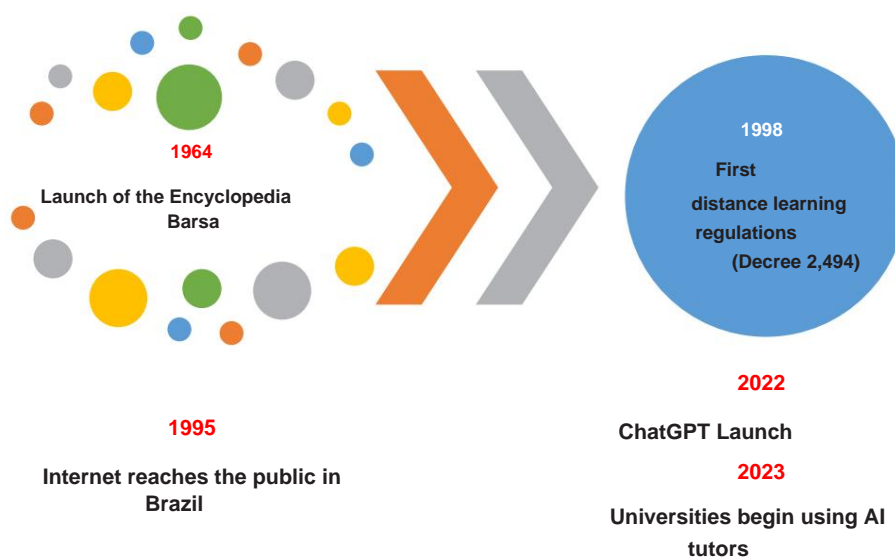 1964
Launch of the Encyclopedia
Barsa
1995
Internet reaches the public in
Brazil
1998
First
distance learning
regulations
(Decree 2,494)
2022
ChatGPT Launch
2023
Universities begin using AI
tutors